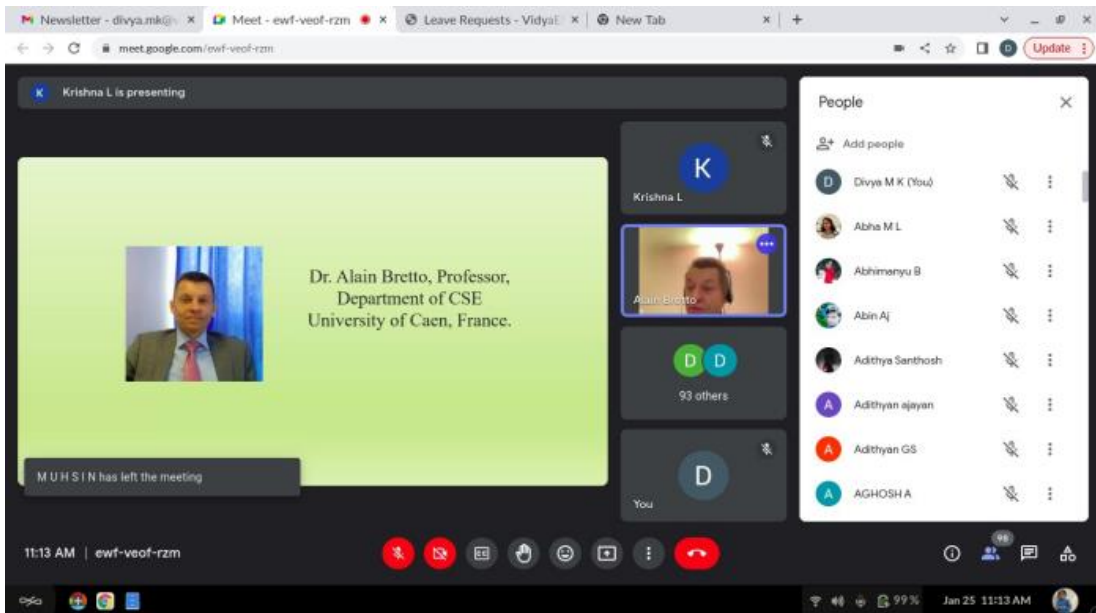 Newsletter - divya.mk@
Meet - ewf-veof-rzm
Leave Requests - Vidya
New Tab
meet.google.com/ewf-veof-rzm
D
Update
K
Krishna L is presenting
Dr. Alain Bretto, Professor,
Department of CSE
University of Caen, France.
M U H S I N has left the meeting
K
Krishna L
Alain Bretto
D D
93 others
D
You
People
Add people
D Divya M K (You)
Abha M L
Abhimanyu B
Abin Aj
Adithya Santhosh
A Adithyan ajayan
A Adithyan GS
A AGHOSH A
11:13 AM | ewf-veof-rzm
98
99%
Jan 25 11:13 AM